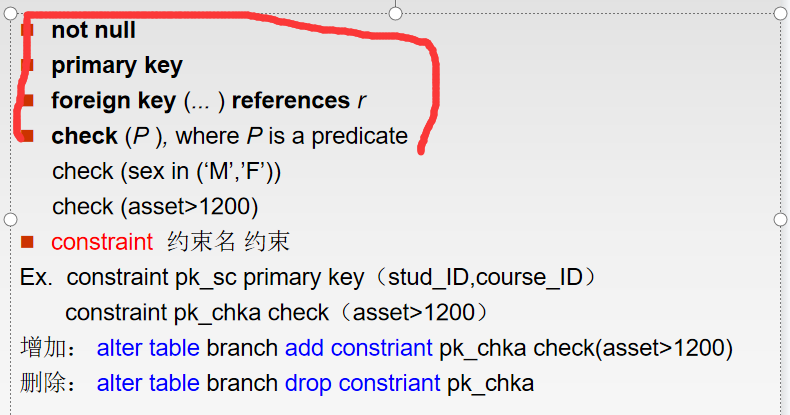 not null
primary key
foreign key (... ) references r
check (P ), where P is a predicate
check (sex in (‘M’,’F’))
check (asset>1200)
constraint 约束名 约束
Ex. constraint pk_sc primary key（stud_ID,course_ID）
constraint pk_chka check（asset>1200）
增加： alter table branch add constriant pk_chka check(asset>1200)
删除： alter table branch drop constriant pk_chka